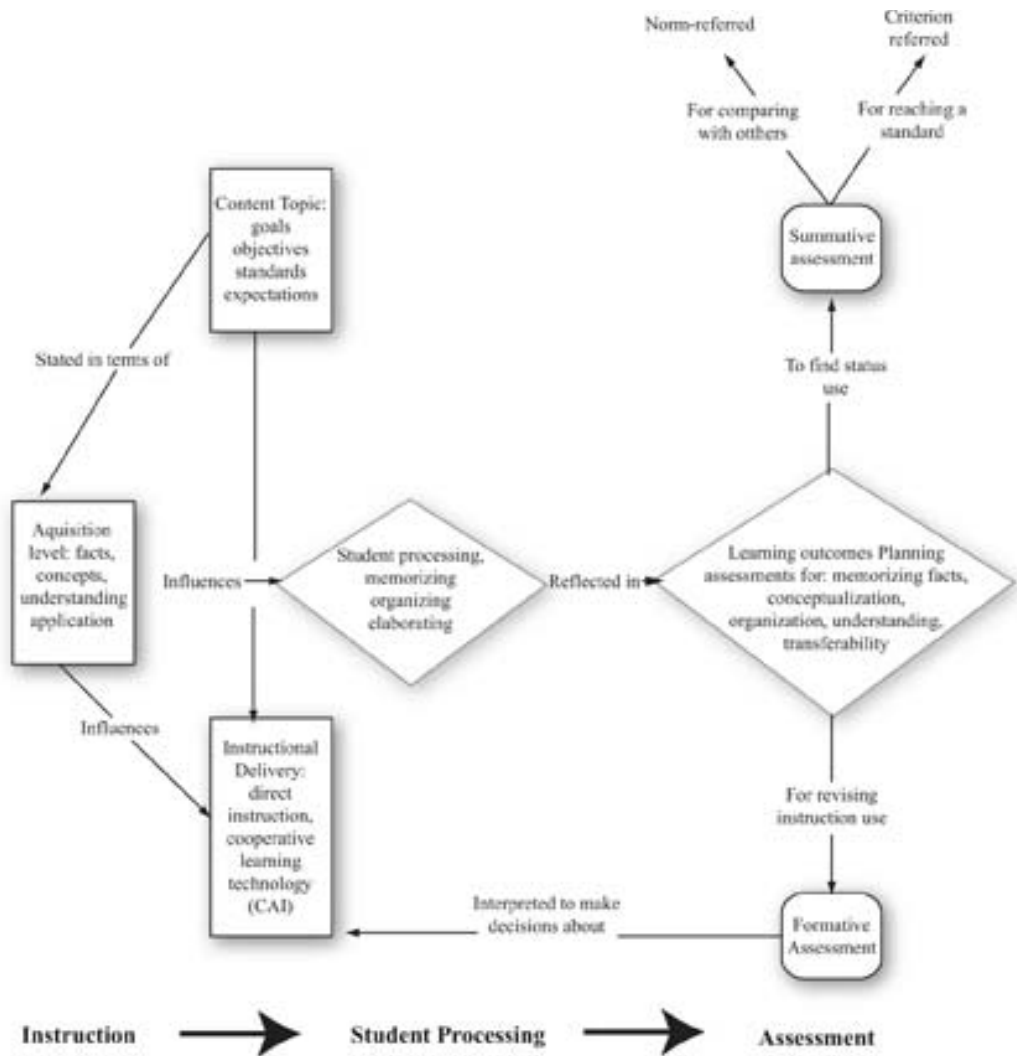 Norm-referred
Criterion
referred
For comparing
with otthers
For reaching a
standard
Content Topic:
goals
objectives
standards
expectations
Summative
assessment
Stated in terms of
To find status
use
Aquisition
level: facts,
concepts,
understanding
application
Influences
Student processing,
memorizing
organizing
elaborating
Reflected in
Learning outcomes Planning
assessments for: memorizing facts,
conceptualization,
organization, understanding,
transferability
Influences
Instructional
Delivery:
direct
instruction,
cooperative
learning
technology
(CAI)
For revising
instruction use
Interpreted to make
decisions about
Formative
Assessment
Instruction
Student Processing
Assessment